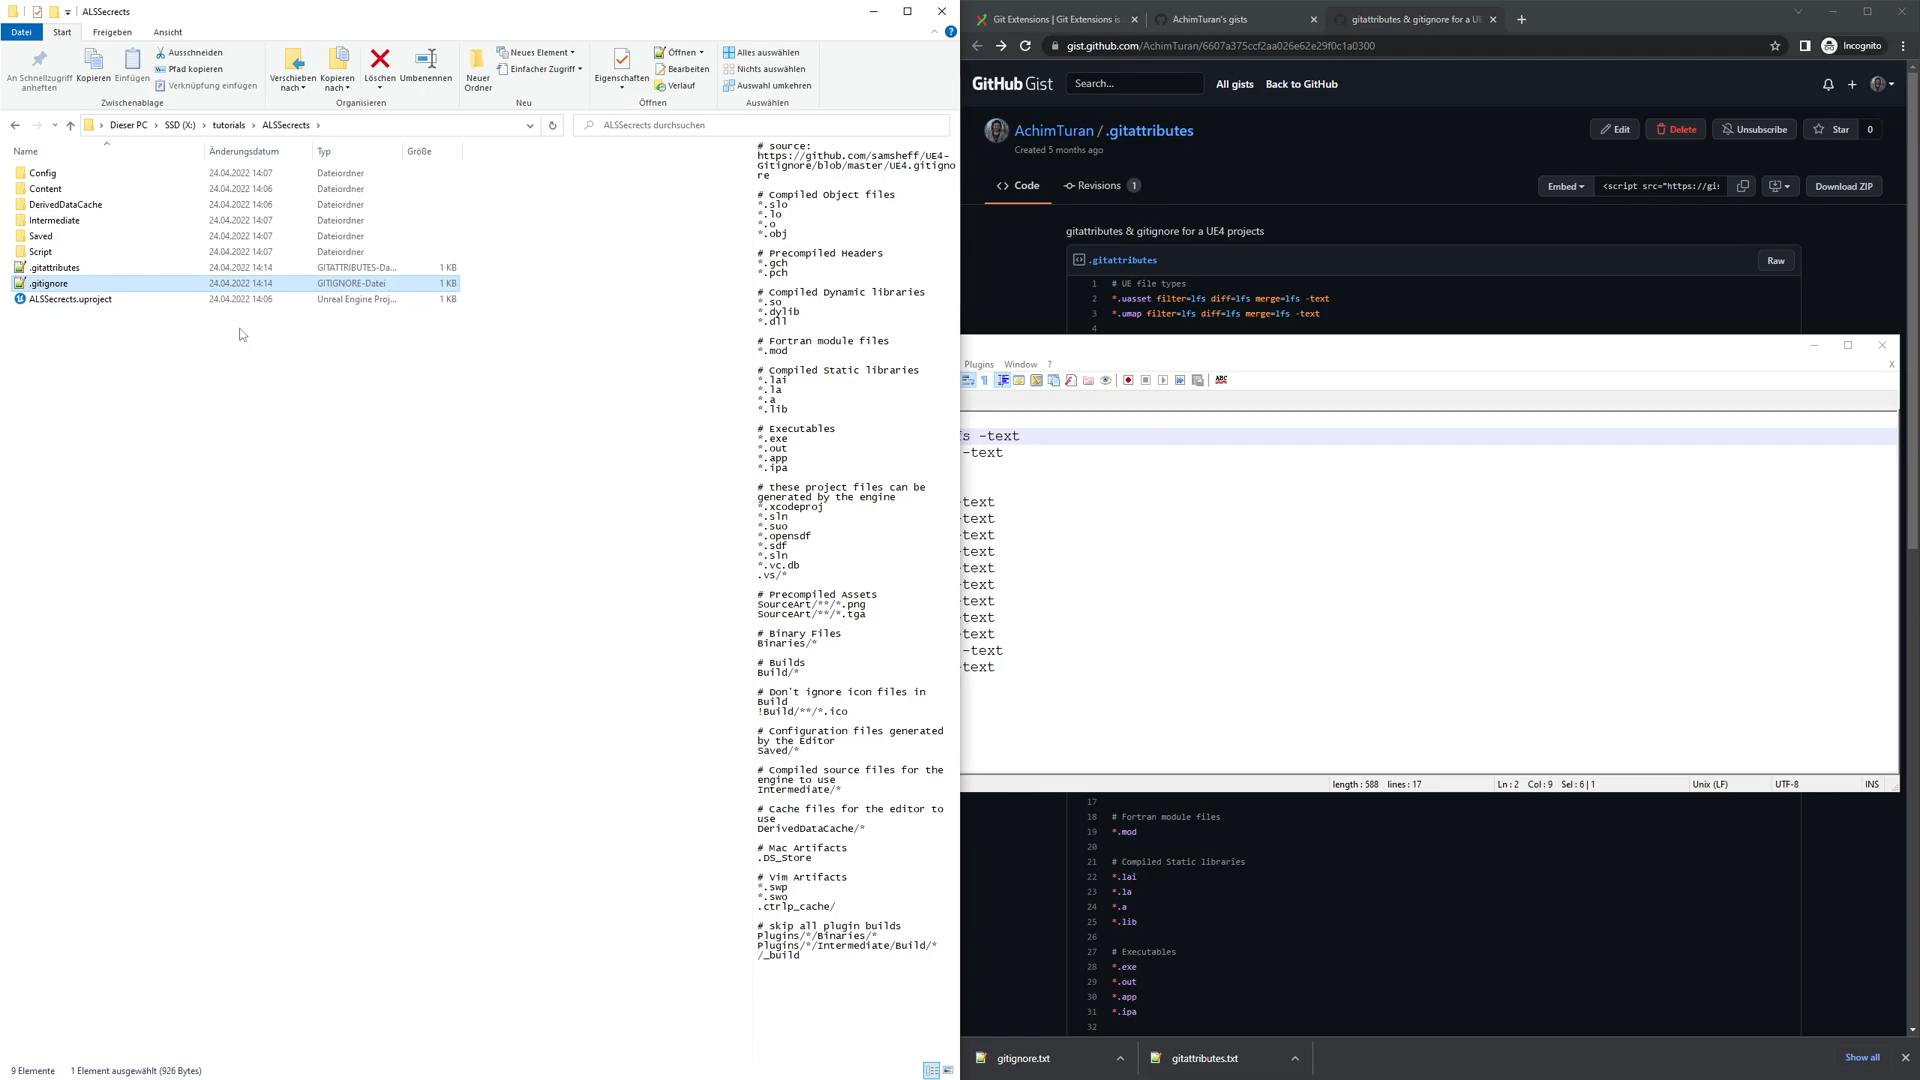 ALSSecrects
Datei
Start
Freigeben
Ansicht
An Schnellzugriff anheften
Kopieren
Einfügen
Ausschneiden
Pfad kopieren
Verknüpfung einfügen
Zwischenablage
Verschieben nach
Kopieren nach
Löschen
Umbenennen
Organisieren
Neuer Ordner
Neues Element
Einfacher Zugriff
Neu
Eigenschaften
Öffnen
Bearbeiten
Verlauf
Öffnen
Alles auswählen
Nichts auswählen
Auswahl umkehren
Auswählen
Dieser PC > SSD (X:) > tutorials > ALSSecrects >
ALSSecrects durchsuchen
Name Änderungsdatum Typ Größe
Config 24.04.2022 14:07 Dateiordner
Content 24.04.2022 14:06 Dateiordner
DerivedDataCache 24.04.2022 14:06 Dateiordner
Intermediate 24.04.2022 14:07 Dateiordner
Saved 24.04.2022 14:07 Dateiordner
Script 24.04.2022 14:07 Dateiordner
.gitattributes 24.04.2022 14:14 GITATTRIBUTES-Da... 1 KB
.gitignore 24.04.2022 14:14 GITIGNORE-Datei 1 KB
ALSSecrects.uproject 24.04.2022 14:06 Unreal Engine Proj... 1 KB
# source:
https://github.com/samsheff/UE4-
Gitignore/blob/master/UE4.gitigno
re
# Compiled Object files
*.slo
*.lo
*.o
*.obj
# Precompiled Headers
*.gch
*.pch
# Compiled Dynamic libraries
*.so
*.dylib
*.dll
# Fortran module files
*.mod
# Compiled Static libraries
*.lai
*.la
*.a
*.lib
# Executables
*.exe
*.out
*.app
*.ipa
# these project files can be
generated by the engine
*.xcodeproj
*.sln
*.suo
*.opensdf
*.sdf
*.sln
*.vc.db
.vs/*
# Precompiled Assets
SourceArt/**/*.png
SourceArt/**/*.tga
# Binary Files
Binaries/*
# Builds
Build/*
# Don't ignore icon files in
Build
!Build/**/*.ico
# Configuration files generated
by the Editor
Saved/*
# Compiled source files for the
engine to use
Intermediate/*
# Cache files for the editor to
use
DerivedDataCache/*
# Mac Artifacts
.DS_Store
# Vim Artifacts
*.swp
*.swo
.ctrlp_cache/
# skip all plugin builds
Plugins/*/Binaries/*
Plugins/*/Intermediate/Build/*
/_build
9 Elemente 1 Element ausgewählt (926 Bytes)
Git Extensions | Git Extensions is
AchimTuran's gists
gitattributes & gitignore for a U
gist.github.com/AchimTuran/6607a375ccf2aa026e62e29f0c1a0300
Incognito
GitHub Gist
Search...
All gists
Back to GitHub
AchimTuran / .gitattributes
Created 5 months ago
Edit
Delete
Unsubscribe
Star 0
Code
Revisions 1
Embed
<script src="https://gi
Download ZIP
gitattributes & gitignore for a UE4 projects
.gitattributes
Raw
1 # UE file types
2 *.uasset filter=lfs diff=lfs merge=lfs -text
3 *.umap filter=lfs diff=lfs merge=lfs -text
4
Plugins Window ?
X
ABC
fs -text
-text
-text
-text
-text
-text
-text
-text
-text
-text
-text
-text
-text
length : 588 lines : 17 Ln : 2 Col : 9 Sel : 6 | 1 Unix (LF) UTF-8 INS
17
18 # Fortran module files
19 *.mod
20
21 # Compiled Static libraries
22 *.lai
23 *.la
24 *.a
25 *.lib
26
27 # Executables
28 *.exe
29 *.out
30 *.app
31 *.ipa
32
gitignore.txt
gitattributes.txt
Show all